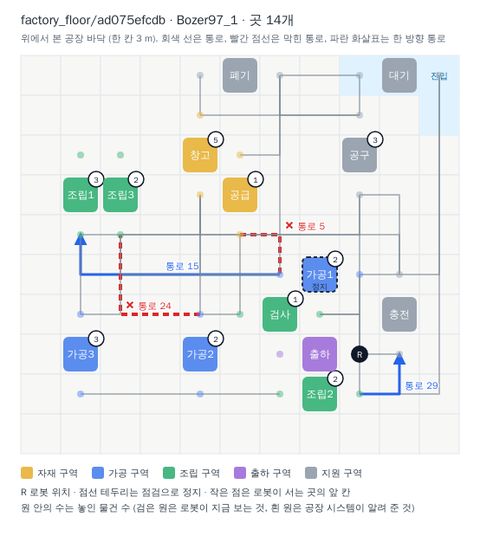 factory_floor/ad075efcdb · Bozer97_1 · 곳 14개
위에서 본 공장 바닥 (한 칸 3 m). 회색 선은 통로, 빨간 점선은 막힌 통로, 파란 화살표는 한 방향 통로
폐기 대기
창고 5 공구 3
조립1 3 조립3 2 공급 1
✖ 통로 5
통로 15 가공1 2 정지
✖ 통로 24 검사 1 충전
가공3 3 가공2 2 출하 R
조립2 2 통로 29
자재 구역 가공 구역 조립 구역 출하 구역 지원 구역
R 로봇 위치 · 점선 테두리는 점검으로 정지 · 작은 점은 로봇이 서는 곳의 앞 칸
원 안의 수는 놓인 물건 수 (검은 원은 로봇이 지금 보는 것, 흰 원은 공장 시스템이 알려 준 것)